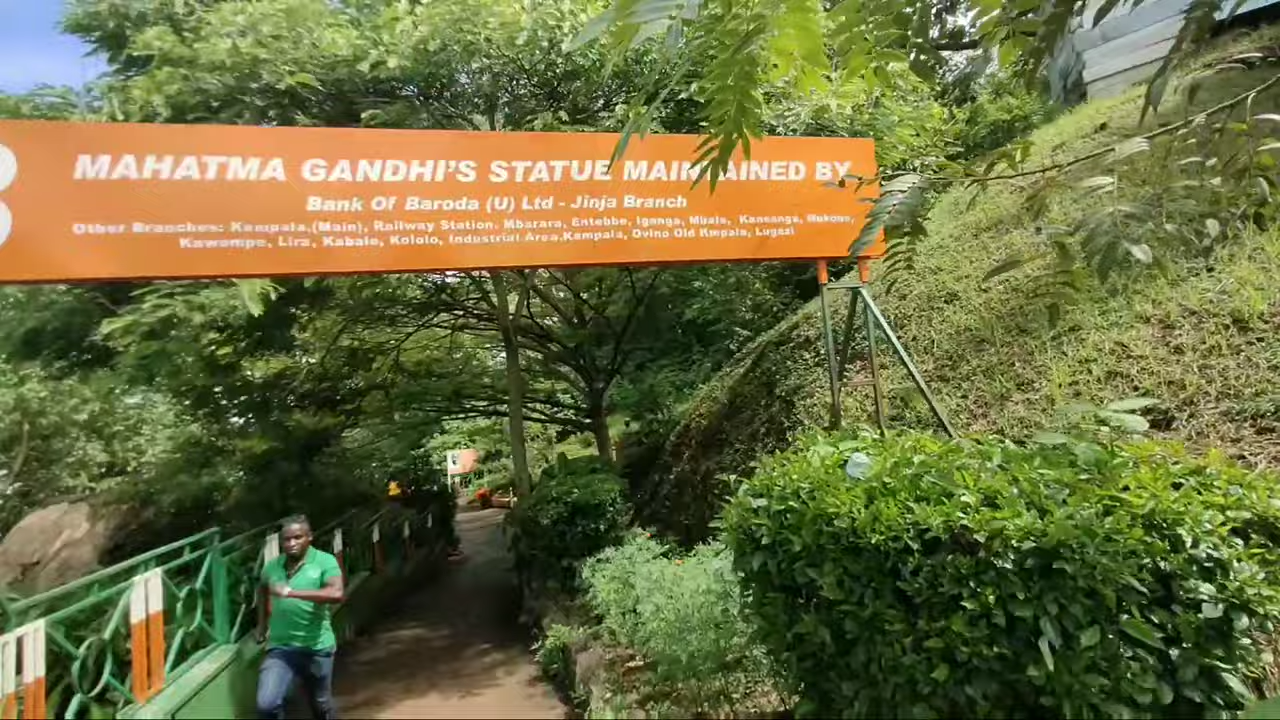 MAHATMA GANDHI'S STATUE MAINTAINED BY
Bank Of Baroda (U) Ltd - Jinja Branch
Other Branches: Kampala,(Main), Railway Station. Mbarara, Entebbe, Iganga, Mbale, Kansanga, Mukono,
Kawempe, Lira, Kabale, Kololo, Industrial Area.Kampala, Ovino Old Kmpala, Lugazi